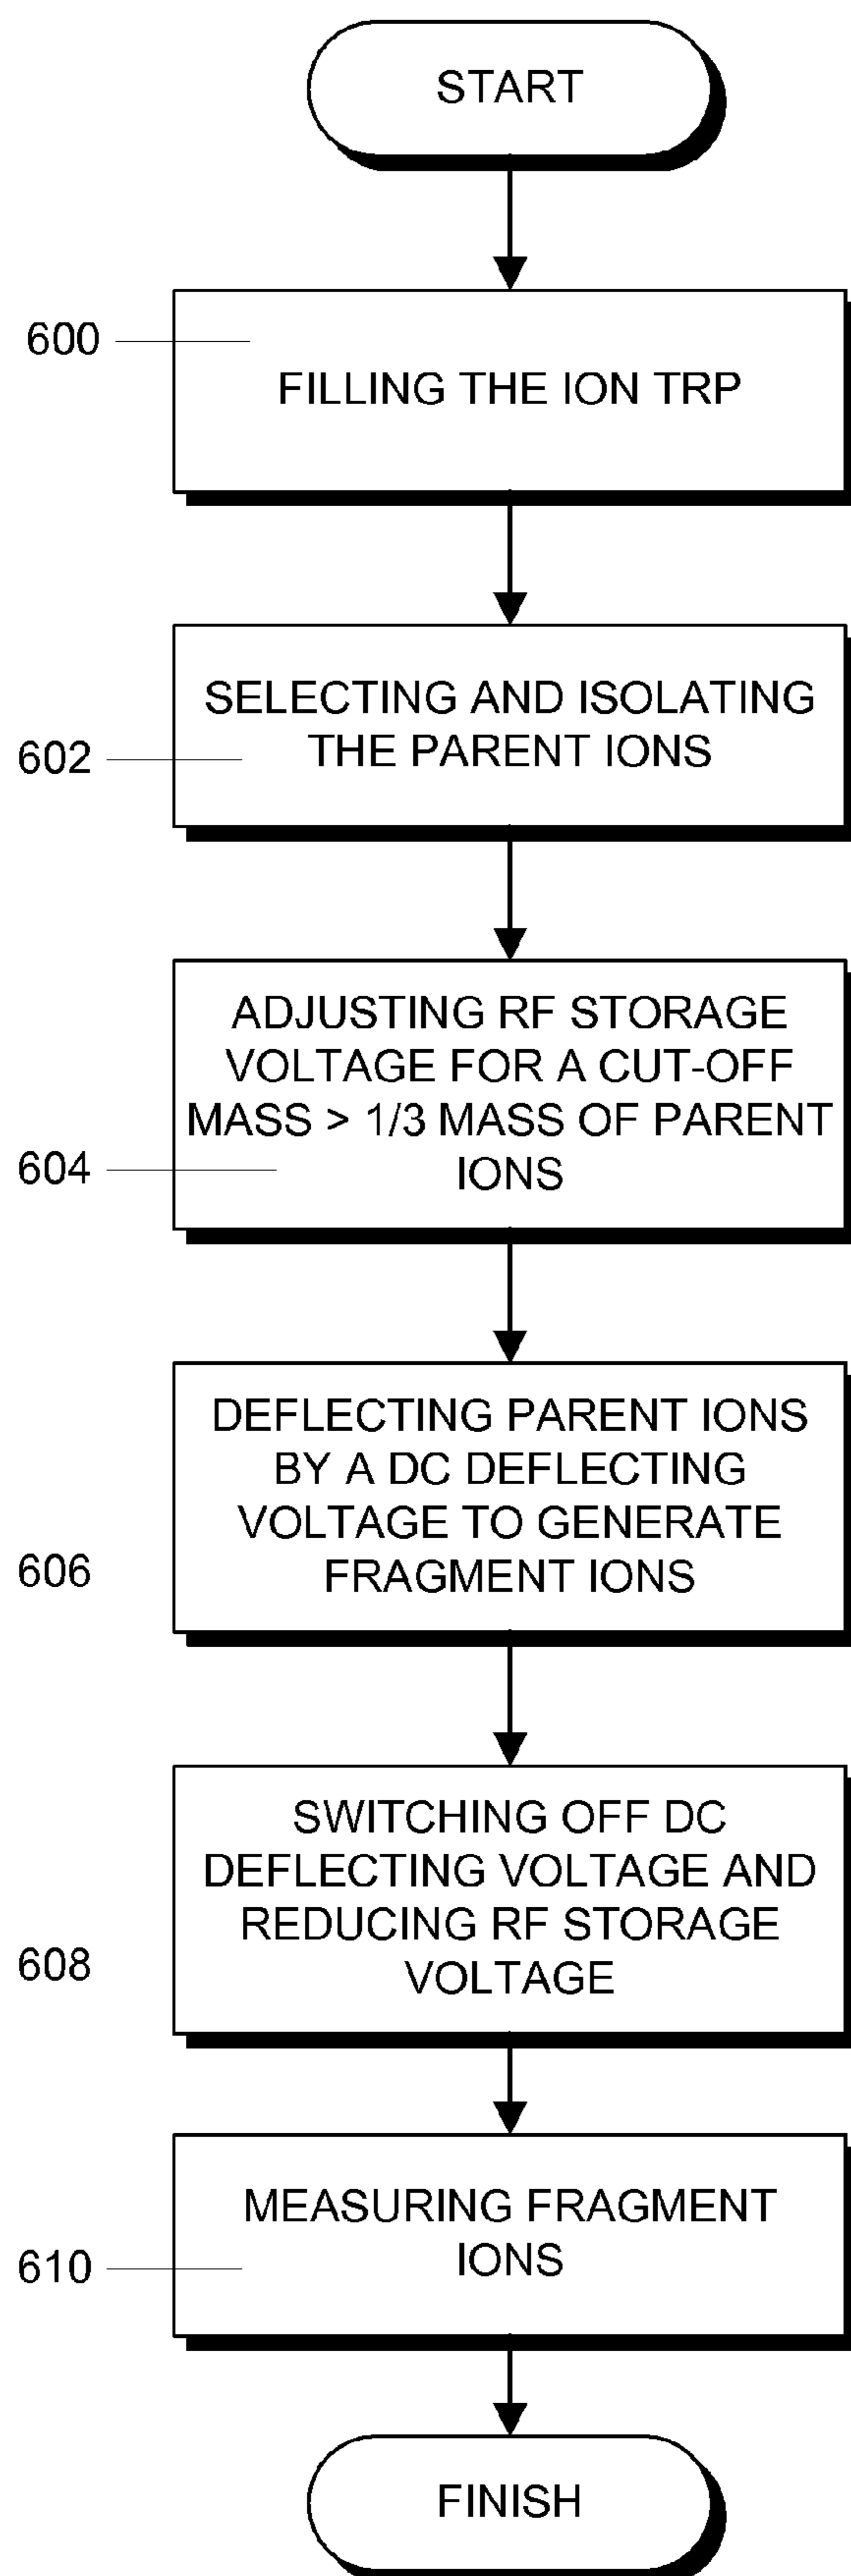 START
600
FILLING THE ION TRP
SELECTING AND ISOLATING
THE PARENT IONS
602
ADJUSTING RF STORAGE
VOLTAGE FOR A CUT-OFF
MASS > 1/3 MASS OF PARENT
IONS
604
DEFLECTING PARENT IONS
BY A DC DEFLECTING
VOLTAGE TO GENERATE
FRAGMENT IONS
606
SWITCHING OFF DC
DEFLECTING VOLTAGE AND
REDUCING RF STORAGE
VOLTAGE
608
MEASURING FRAGMENT
IONS
610
FINISH